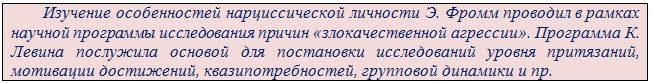 Изучение особенностей нарциссической личности Э. Фромм проводил в рамках
научной программы исследования причин «злокачественной агрессии». Программа К.
Левина послужила основой для постановки исследований уровня притязаний,
мотивации достижений, квазипотребностей, групповой динамики и пр.